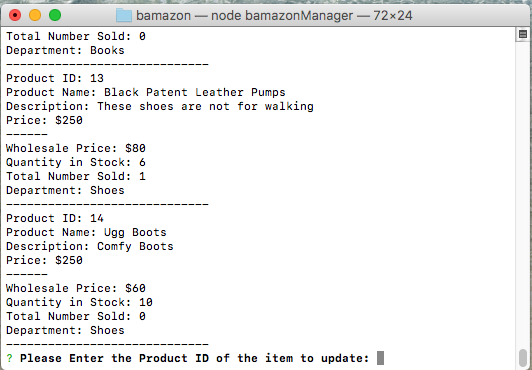 bamazon — node bamazonManager — 72×24
Total Number Sold: 0
Department: Books
-----------------------------
Product ID: 13
Product Name: Black Patent Leather Pumps
Description: These shoes are not for walking
Price: $250
------
Wholesale Price: $80
Quantity in Stock: 6
Total Number Sold: 1
Department: Shoes
-----------------------------
Product ID: 14
Product Name: Ugg Boots
Description: Comfy Boots
Price: $250
------
Wholesale Price: $60
Quantity in Stock: 10
Total Number Sold: 0
Department: Shoes
-----------------------------
? Please Enter the Product ID of the item to update: